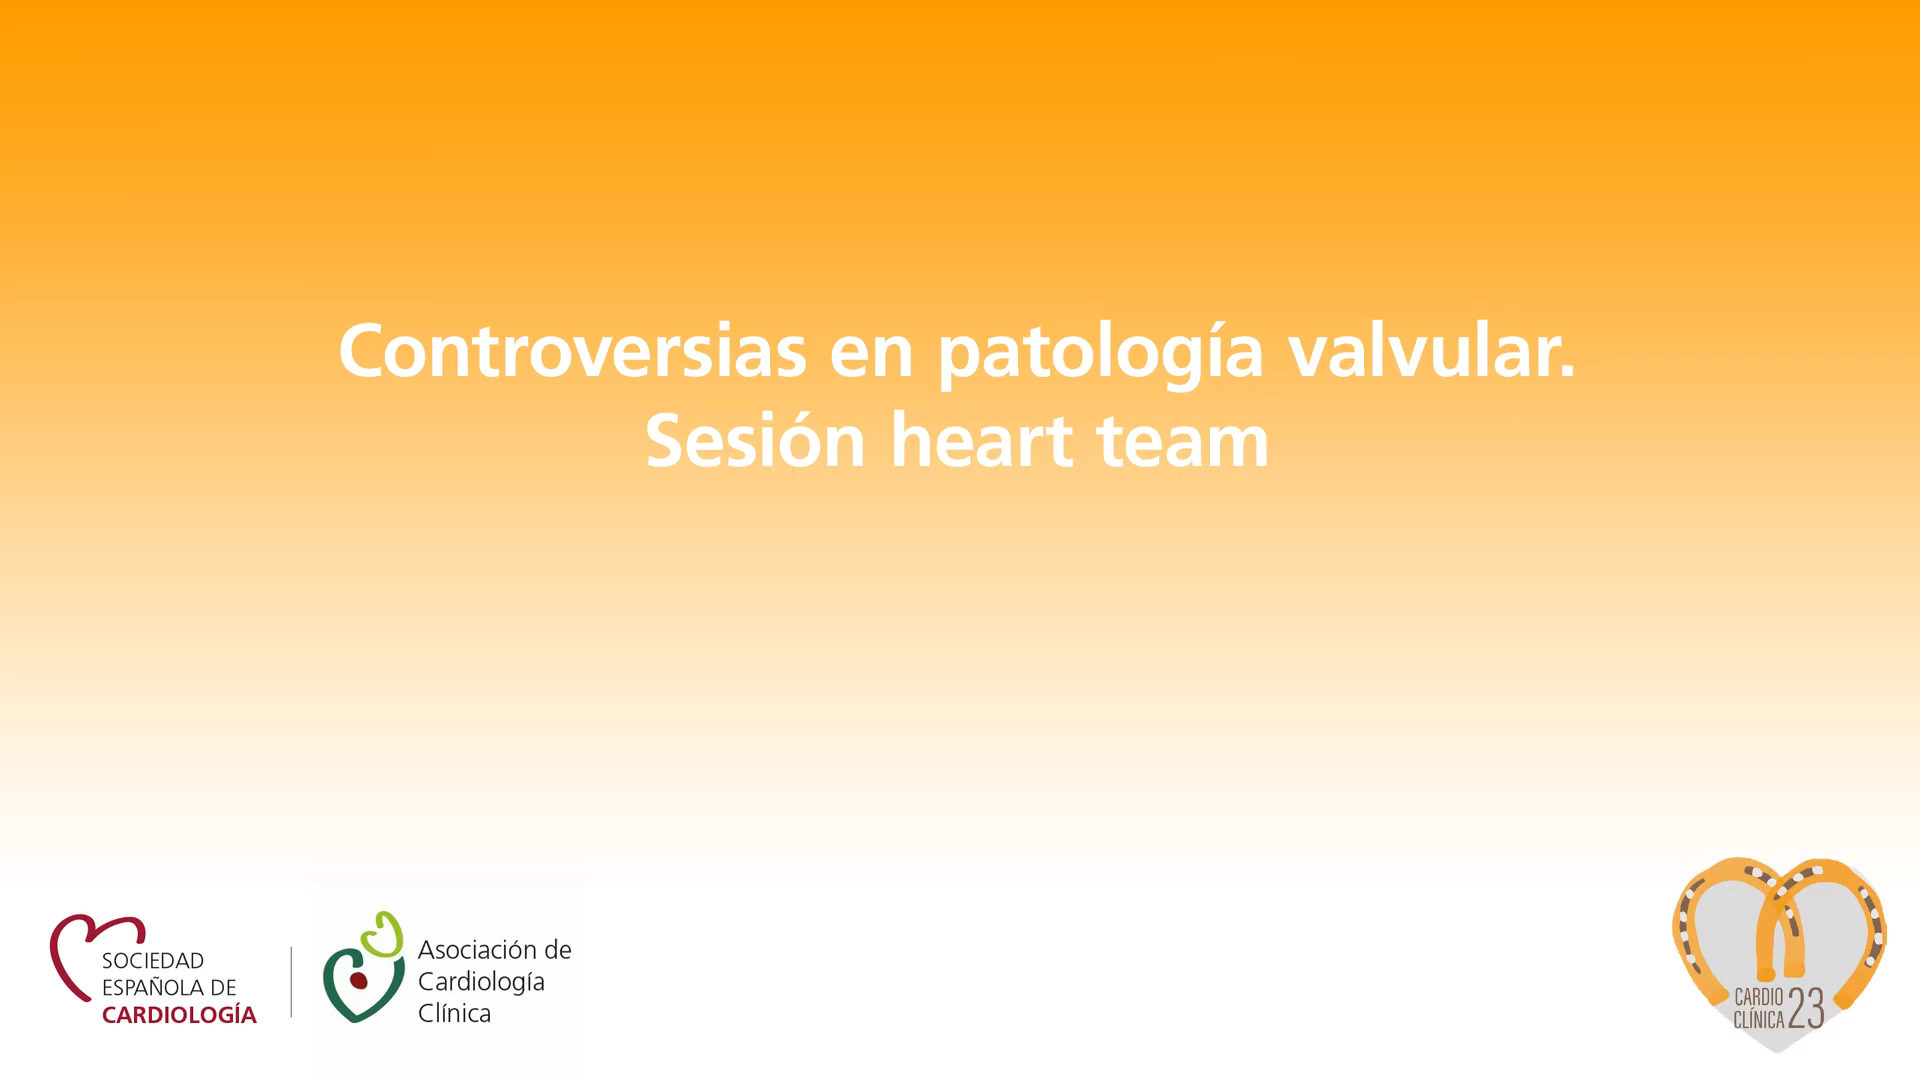 Controversias en patología valvular.
Sesión heart team
SOCIEDAD
ESPAÑOLA DE
CARDIOLOGÍA
Asociación de
Cardiología
Clínica
CARDIO
CLÍNICA 23